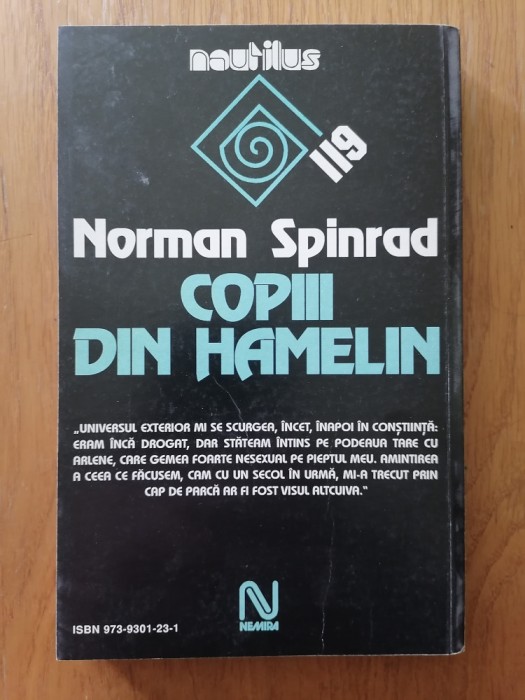 nautilus
119
Norman Spinrad
COPIII
DIN HAMELIN
„UNIVERSUL EXTERIOR MI SE SCURGEA, ÎNCET, ÎNAPOI ÎN CONȘTIINȚĂ:
ERAM ÎNCĂ DROGAT, DAR STĂTEAM ÎNTINS PE PODEAUA TARE CU
ARLENE, CARE GEMEA FOARTE NESEXUAL PE PIEPTUL MEU. AMINTIREA
A CEEA CE FĂCUSEM, CAM CU UN SECOL ÎN URMĂ, MI-A TRECUT PRIN
CAP DE PARCĂ AR FI FOST VISUL ALTCUIVA.“
N
NEMIRA
ISBN 973-9301-23-1